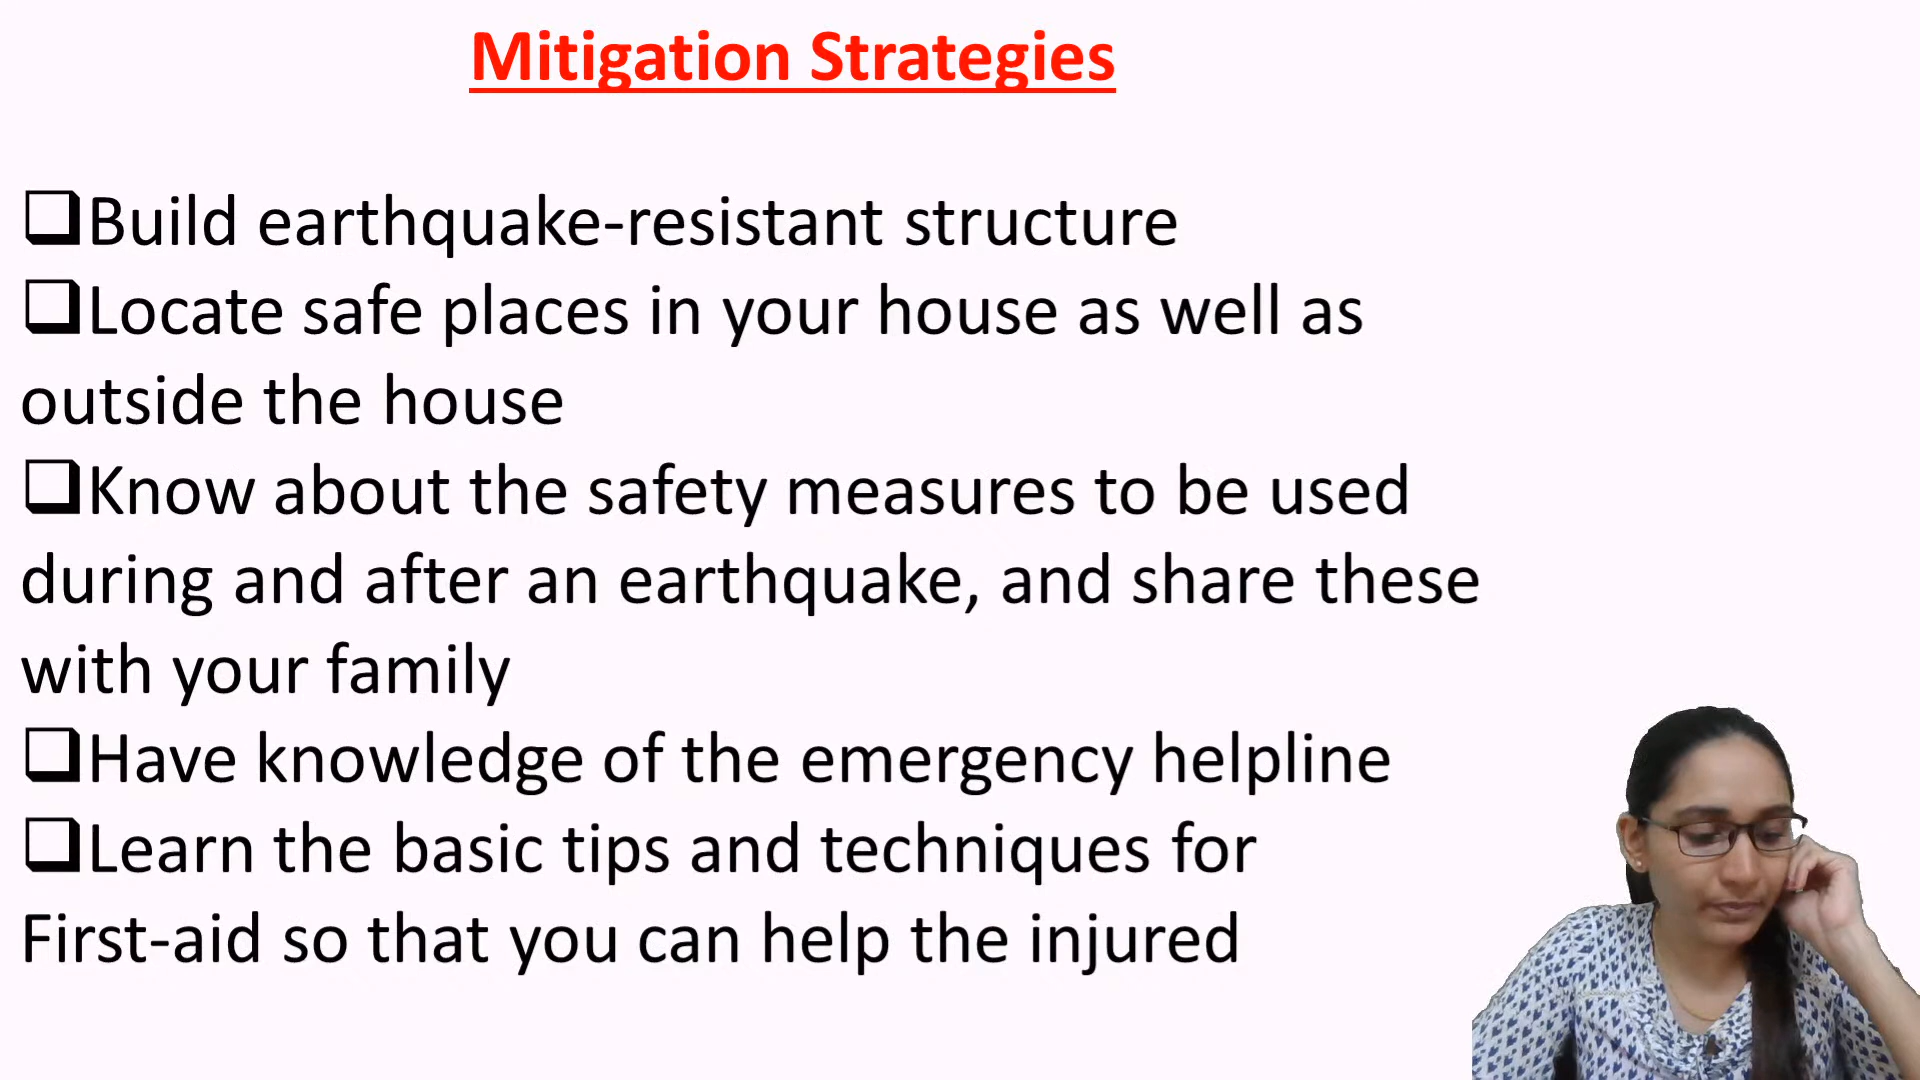 Mitigation Strategies
❑Build earthquake-resistant structure
❑Locate safe places in your house as well as
outside the house
❑Know about the safety measures to be used
during and after an earthquake, and share these
with your family
❑Have knowledge of the emergency helpline
❑Learn the basic tips and techniques for
First-aid so that you can help the injured